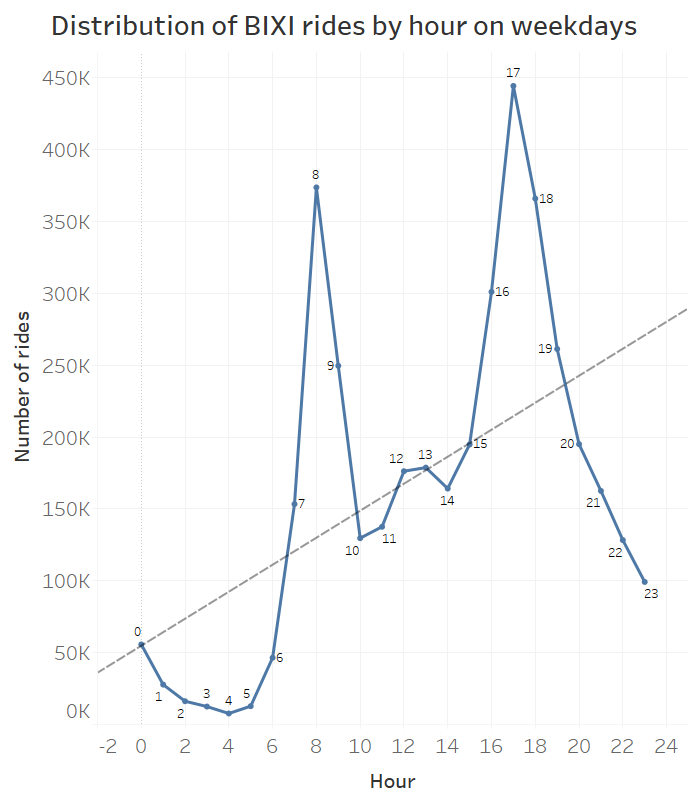 Distribution of BIXI rides by hour on weekdays
450K
400K
350K
300K
250K
200K
150K
100K
50K
0K
Number of rides
0
1
2
3
4
5
6
7
8
9
10
11
12
13
14
15
16
17
18
19
20
21
22
23
-2 0 2 4 6 8 10 12 14 16 18 20 22 24
Hour